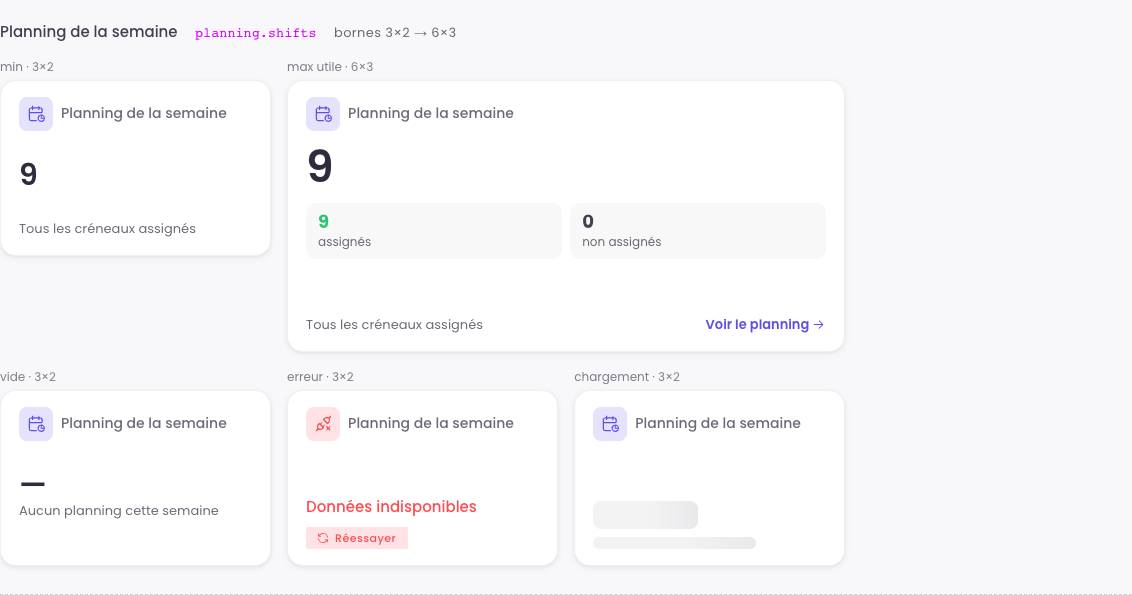 Planning de la semaine planning.shifts bornes 3×2 → 6×3
min · 3×2
Planning de la semaine
9
Tous les créneaux assignés
max utile · 6×3
Planning de la semaine
9
9
assignés
0
non assignés
Tous les créneaux assignés
Voir le planning →
vide · 3×2
Planning de la semaine
—
Aucun planning cette semaine
erreur · 3×2
Planning de la semaine
Données indisponibles
Réessayer
chargement · 3×2
Planning de la semaine